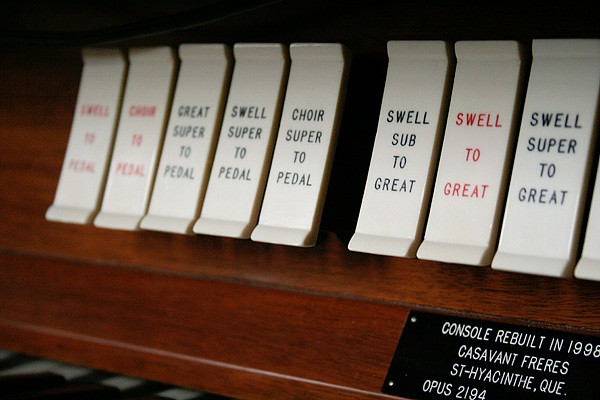 SWELL
TO
PEDAL
CHOIR
TO
PEDAL
GREAT
SUPER
TO
PEDAL
SWELL
SUPER
TO
PEDAL
CHOIR
SUPER
TO
PEDAL
SWELL
SUB
TO
GREAT
SWELL
TO
GREAT
SWELL
SUPER
TO
GREAT
CONSOLE REBUILT IN 1998
CASAVANT FRERES
ST-HYACINTHE, QUE.
OPUS 2194